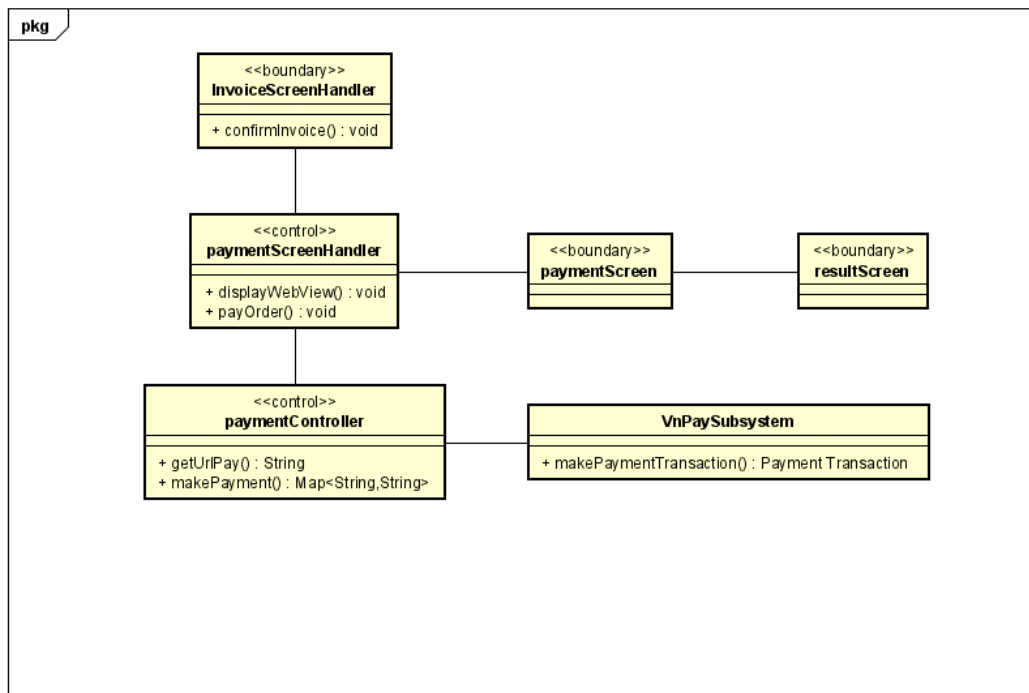 pkg
<<boundary>>
InvoiceScreenHandler
+ confirmInvoice() : void
<<control>>
paymentScreenHandler
+ displayWebView() : void
+ payOrder() : void
<<boundary>>
paymentScreen
<<boundary>>
resultScreen
<<control>>
paymentController
+ getUrlPay() : String
+ makePayment() : Map<String,String>
VnPaySubsystem
+ makePaymentTransaction() : Payment Transaction